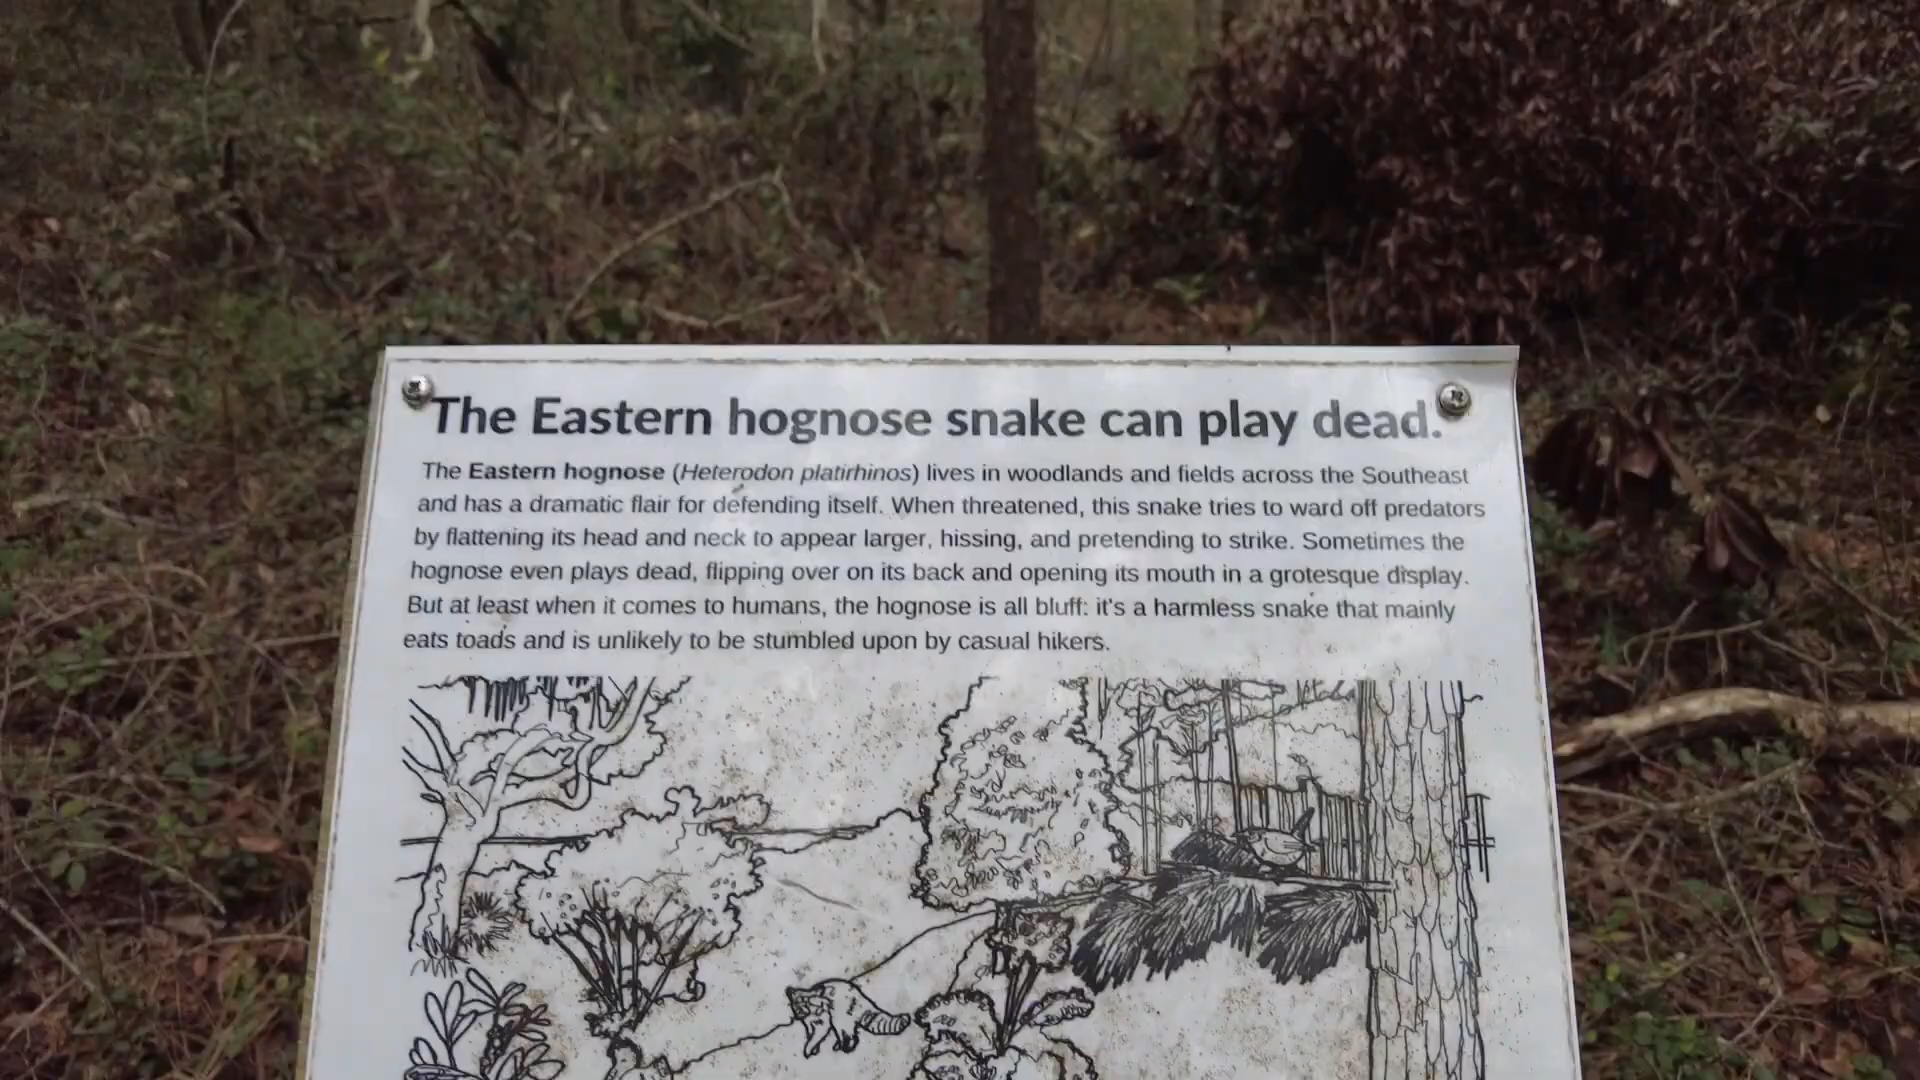 The Eastern hognose snake can play dead.
The Eastern hognose (Heterodon platirhinos) lives in woodlands and fields across the Southeast
and has a dramatic flair for defending itself. When threatened, this snake tries to ward off predators
by flattening its head and neck to appear larger, hissing, and pretending to strike. Sometimes the
hognose even plays dead, flipping over on its back and opening its mouth in a grotesque display.
But at least when it comes to humans, the hognose is all bluff: it's a harmless snake that mainly
eats toads and is unlikely to be stumbled upon by casual hikers.